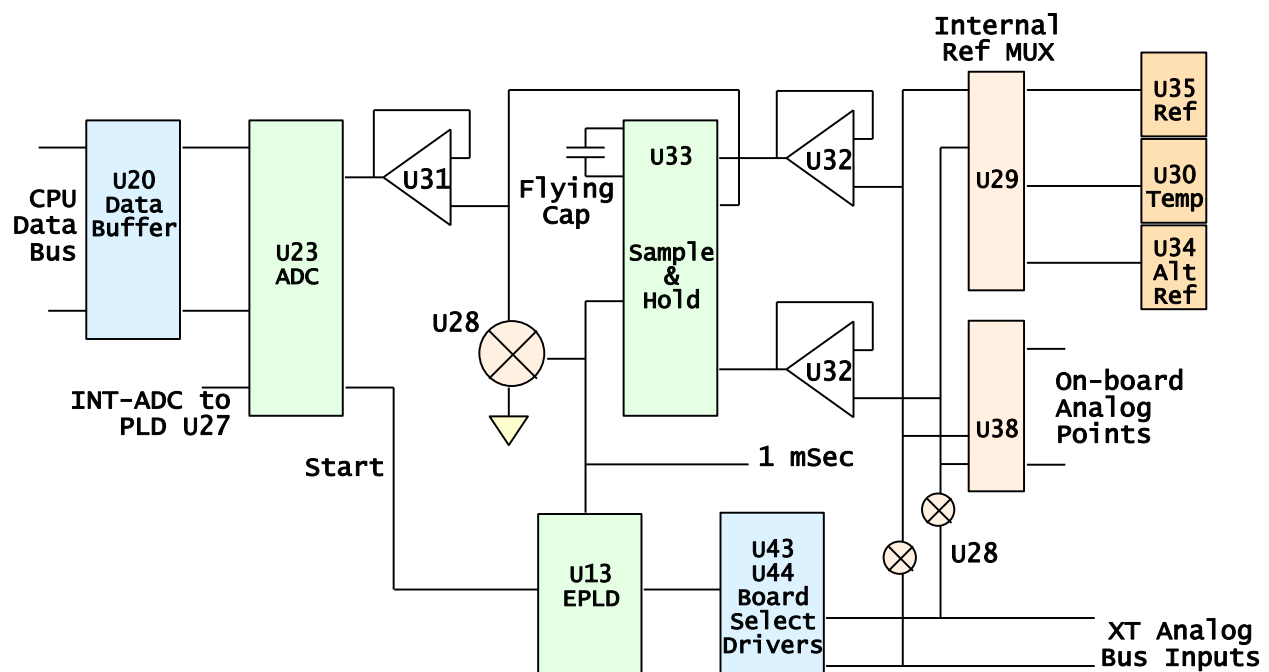 Internal
Ref MUX
U35
Ref
U30
Temp
U34
Alt
Ref
U29
U32
U33
Sample
&
Hold
Flying
Cap
U31
U20
Data
Buffer
CPU
Data
Bus
U23
ADC
U28
U32
INT-ADC to
PLD U27
Start
1 mSec
U38
On-board
Analog
Points
U28
U13
EPLD
U43
U44
Board
Select
Drivers
XT Analog
Bus Inputs